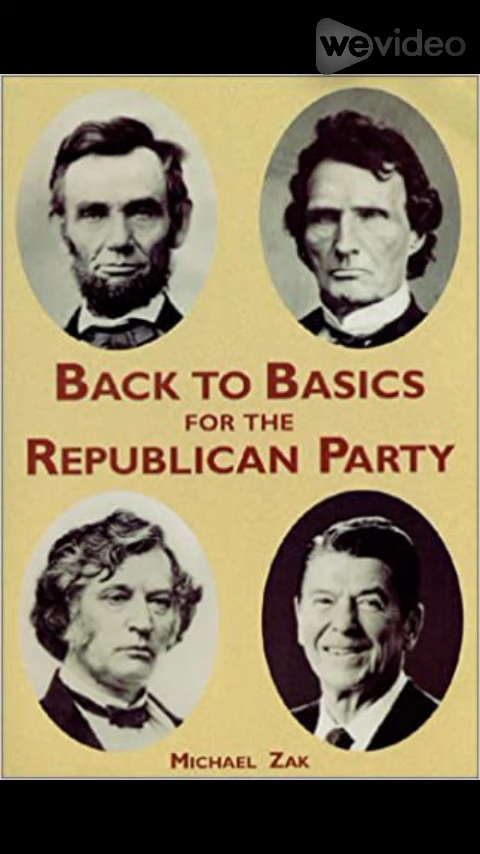 wevideo
BACK TO BASICS
FOR THE
REPUBLICAN PARTY
MICHAEL ZAK